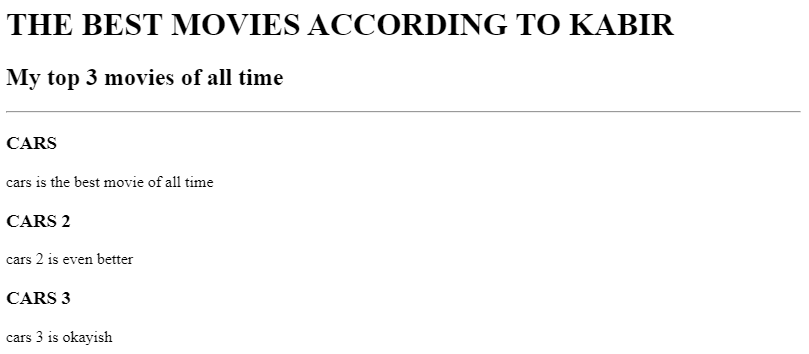 THE BEST MOVIES ACCORDING TO KABIR
My top 3 movies of all time
CARS
cars is the best movie of all time
CARS 2
cars 2 is even better
CARS 3
cars 3 is okayish